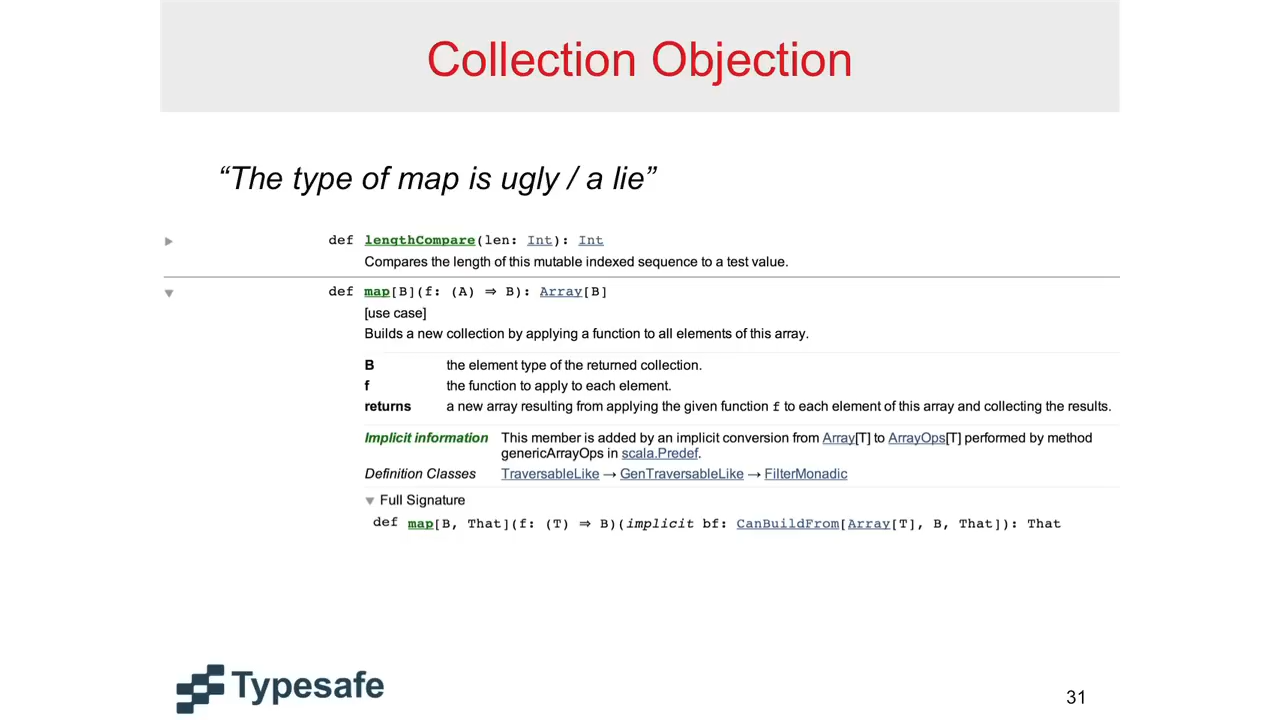 Collection Objection
“The type of map is ugly / a lie”
def lengthCompare(len: Int): Int
Compares the length of this mutable indexed sequence to a test value.
def map[B](f: (A) ⇒ B): Array[B]
[use case]
Builds a new collection by applying a function to all elements of this array.
B the element type of the returned collection.
f the function to apply to each element.
returns a new array resulting from applying the given function f to each element of this array and collecting the results.
Implicit information This member is added by an implicit conversion from Array[T] to ArrayOps[T] performed by method
genericArrayOps in scala.Predef.
Definition Classes TraversableLike → GenTraversableLike → FilterMonadic
Full Signature
def map[B, That](f: (T) ⇒ B)(implicit bf: CanBuildFrom[Array[T], B, That]): That
Typesafe
31